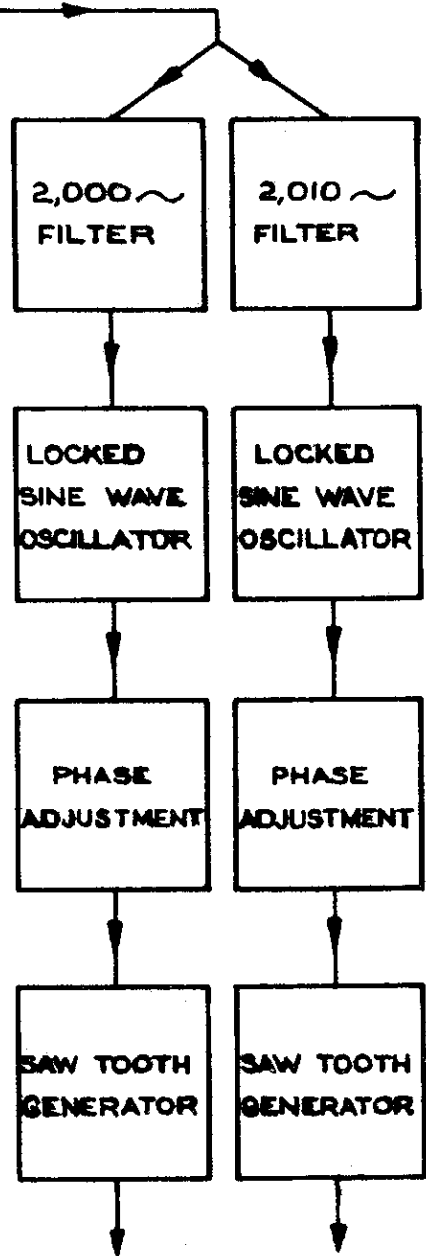 2,000~
FILTER
2,010~
FILTER
LOCKED
SINE WAVE
OSCILLATOR
LOCKED
SINE WAVE
OSCILLATOR
PHASE
ADJUSTMENT
PHASE
ADJUSTMENT
SAW TOOTH
GENERATOR
SAW TOOTH
GENERATOR